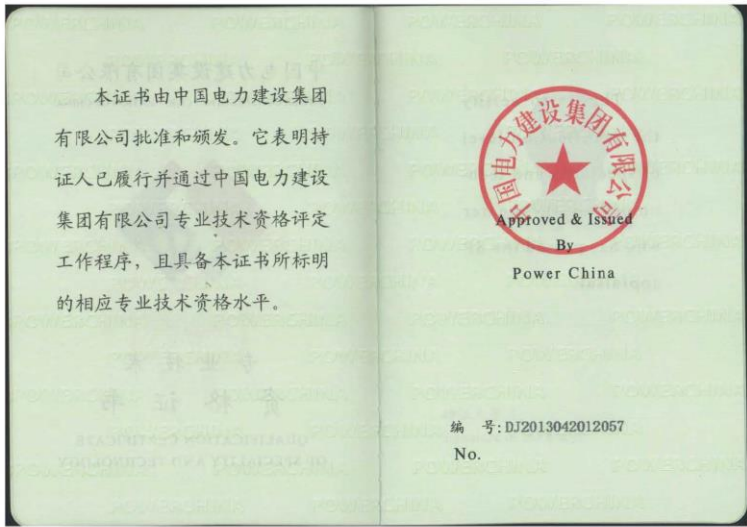 本证书由中国电力建设集团
有限公司批准和颁发。它表明持
证人已履行并通过中国电力建设
集团有限公司专业技术资格评定
工作程序，且具备本证书所标明
的相应专业技术资格水平。
中国电力建设集团有限公司
Approved & Issued
By
Power China
编 号:DJ2013042012057
No.